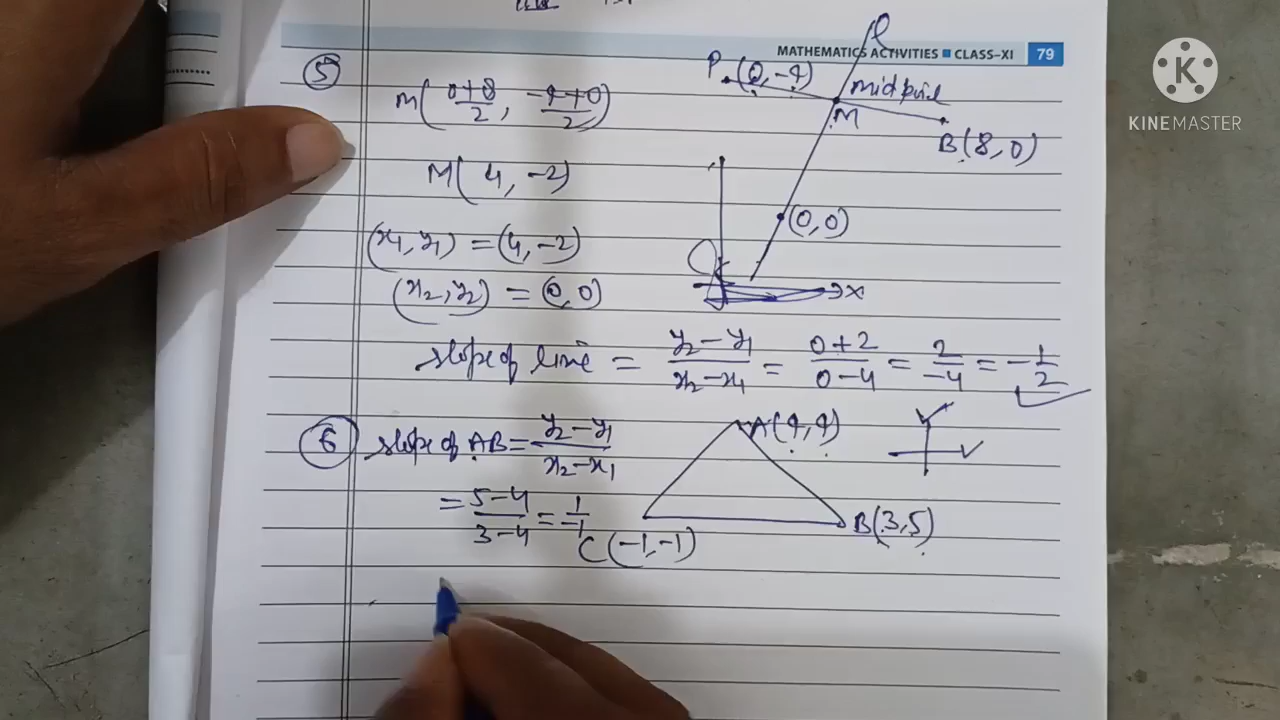 MATHEMATICS ACTIVITIES ■ CLASS–XI 79
K
KINEMASTER
5
P (0, -4)
midpoint
M
B(8, 0)
M( 0+8/2, -4+0/2)
M( 4, -2)
(0, 0)
(x₁, y₁) = (4, -2)
(x₂, y₂) = (0, 0)
x
slope of line = y₂-y₁/x₂-x₁ = 0+2/0-4 = 2/-4 = -1/2
6
slope of AB = y₂-y₁/x₂-x₁
A(4, 4)
= 5-4/3-4 = 1/-1
B(3, 5)
C(-1, -1)